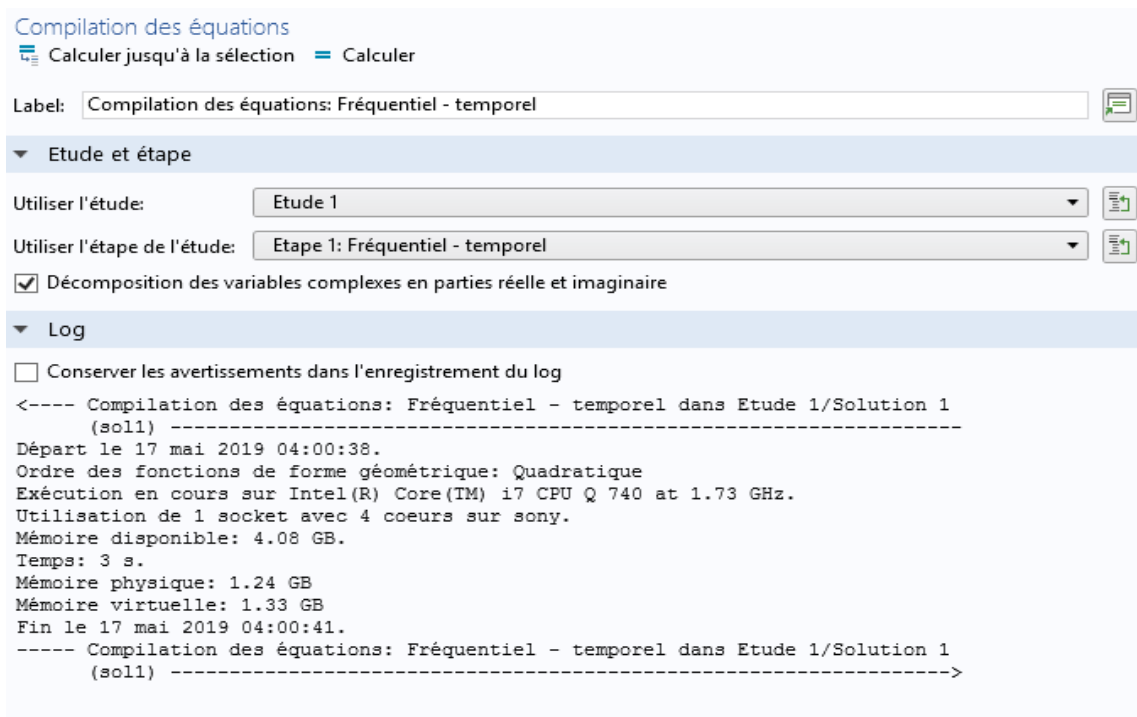 Compilation des équations
Calculer jusqu'à la sélection = Calculer
Label: Compilation des équations: Fréquentiel - temporel
Etude et étape
Utiliser l'étude: Etude 1
Utiliser l'étape de l'étude: Etape 1: Fréquentiel - temporel
Décomposition des variables complexes en parties réelle et imaginaire
Log
Conserver les avertissements dans l'enregistrement du log
<---- Compilation des équations: Fréquentiel - temporel dans Etude 1/Solution 1
(sol1) ------------------------------------------------------------------
Départ le 17 mai 2019 04:00:38.
Ordre des fonctions de forme géométrique: Quadratique
Exécution en cours sur Intel(R) Core(TM) i7 CPU Q 740 at 1.73 GHz.
Utilisation de 1 socket avec 4 coeurs sur sony.
Mémoire disponible: 4.08 GB.
Temps: 3 s.
Mémoire physique: 1.24 GB
Mémoire virtuelle: 1.33 GB
Fin le 17 mai 2019 04:00:41.
----- Compilation des équations: Fréquentiel - temporel dans Etude 1/Solution 1
(sol1) ----------------------------------------------------------------->